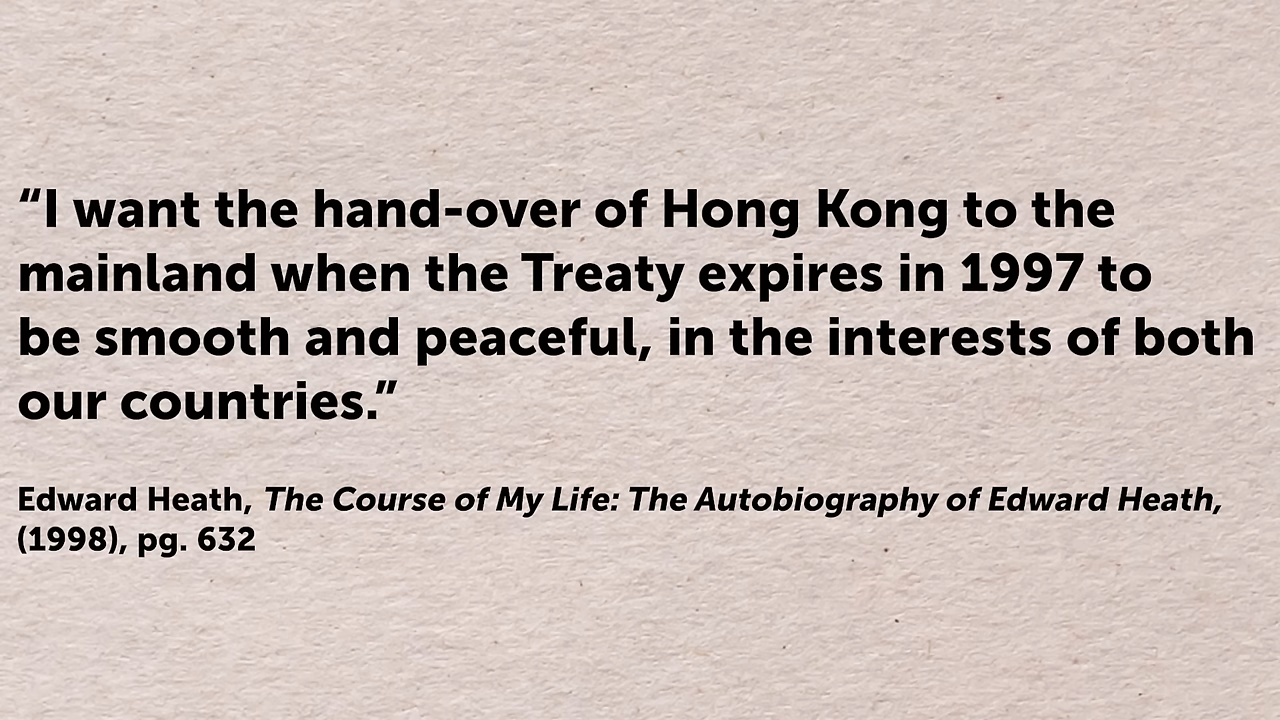 “I want the hand-over of Hong Kong to the
mainland when the Treaty expires in 1997 to
be smooth and peaceful, in the interests of both
our countries.”
Edward Heath, The Course of My Life: The Autobiography of Edward Heath,
(1998), pg. 632